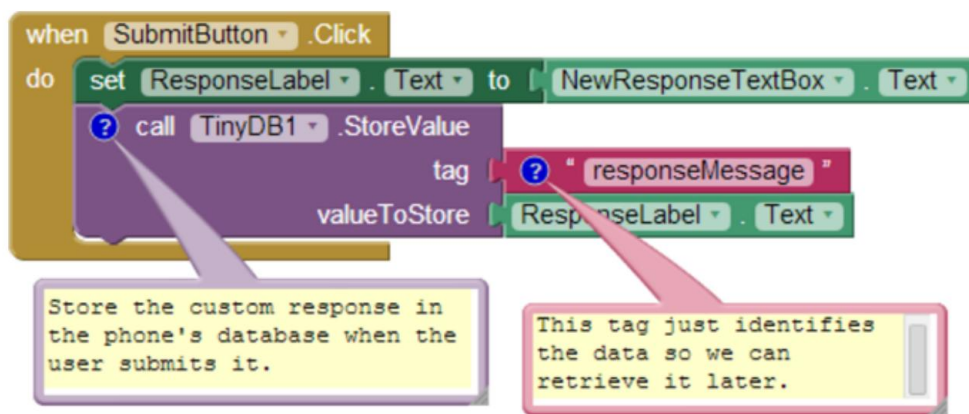 when SubmitButton .Click
do set ResponseLabel . Text to NewResponseTextBox . Text
? call TinyDB1 .StoreValue
tag ? " responseMessage "
valueToStore ResponseLabel . Text
Store the custom response in
the phone's database when the
user submits it.
This tag just identifies
the data so we can
retrieve it later.